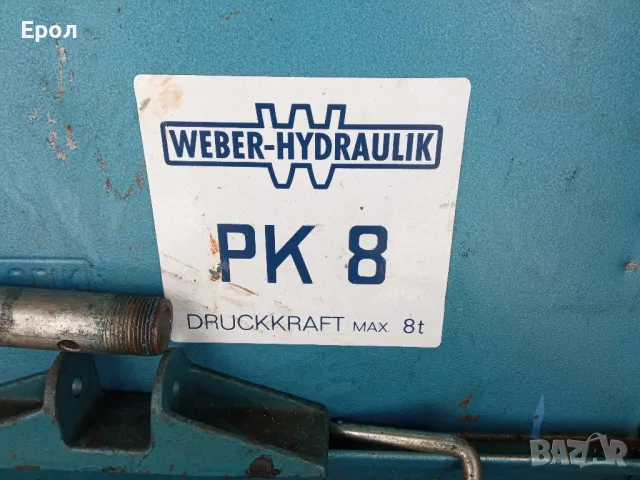 Ерол
WEBER-HYDRAULIK
PK 8
DRUCKKRAFT MAX. 8t
BAZAR